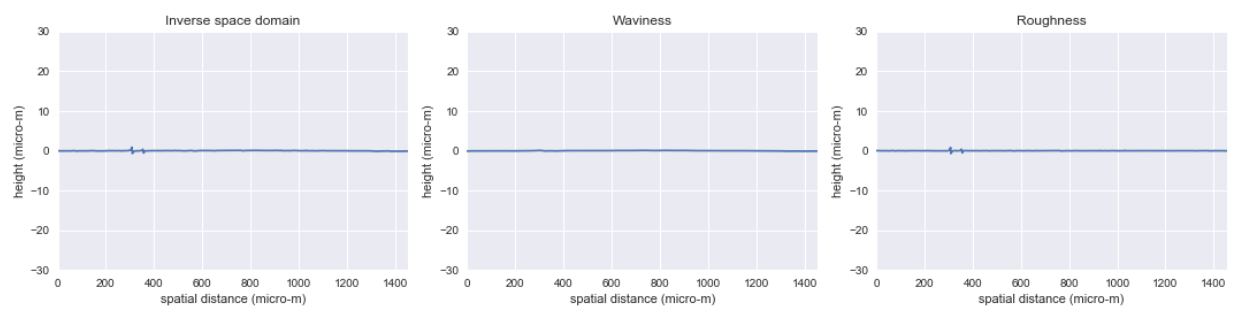 Inverse space domain
30
20
10
0
−10
−20
−30
height (micro-m)
0 200 400 600 800 1000 1200 1400
spatial distance (micro-m)
Waviness
30
20
10
0
−10
−20
−30
height (micro-m)
0 200 400 600 800 1000 1200 1400
spatial distance (micro-m)
Roughness
30
20
10
0
−10
−20
−30
height (micro-m)
0 200 400 600 800 1000 1200 1400
spatial distance (micro-m)